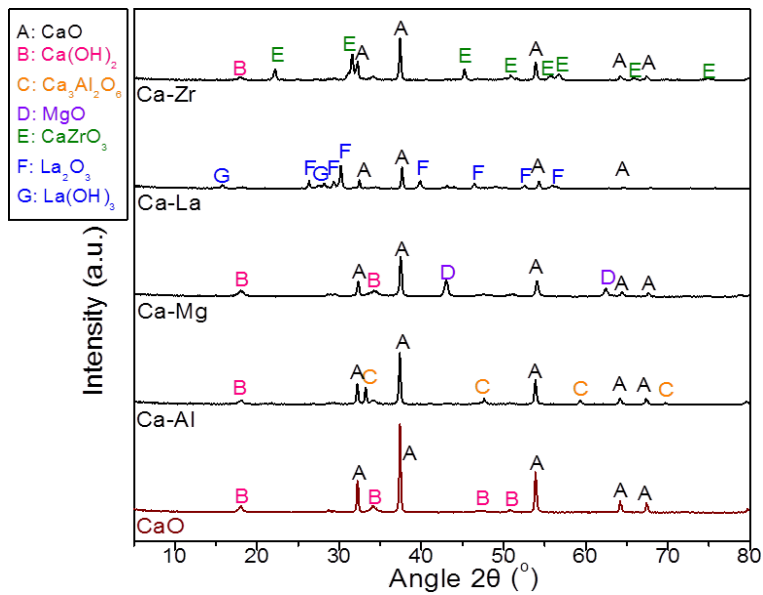 A: CaO
B: Ca(OH)₂
C: Ca₃Al₂O₆
D: MgO
E: CaZrO₃
F: La₂O₃
G: La(OH)₃
Intensity (a.u.)
B E E A A E A E E E A E A E
Ca-Zr
G F G F F A A F F F A F A
Ca-La
B A B A D A D A A
Ca-Mg
B A C A C A C A A C
Ca-Al
B A B A B B A A A
CaO
10 20 30 40 50 60 70 80
Angle 2θ (°)